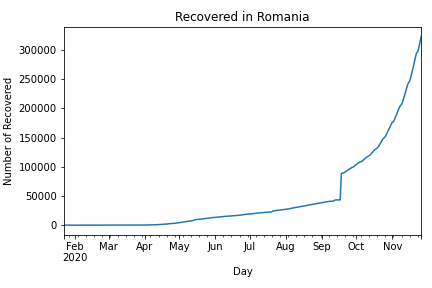 Recovered in Romania
Number of Recovered
300000
250000
200000
150000
100000
50000
0
Feb Mar Apr May Jun Jul Aug Sep Oct Nov
2020
Day